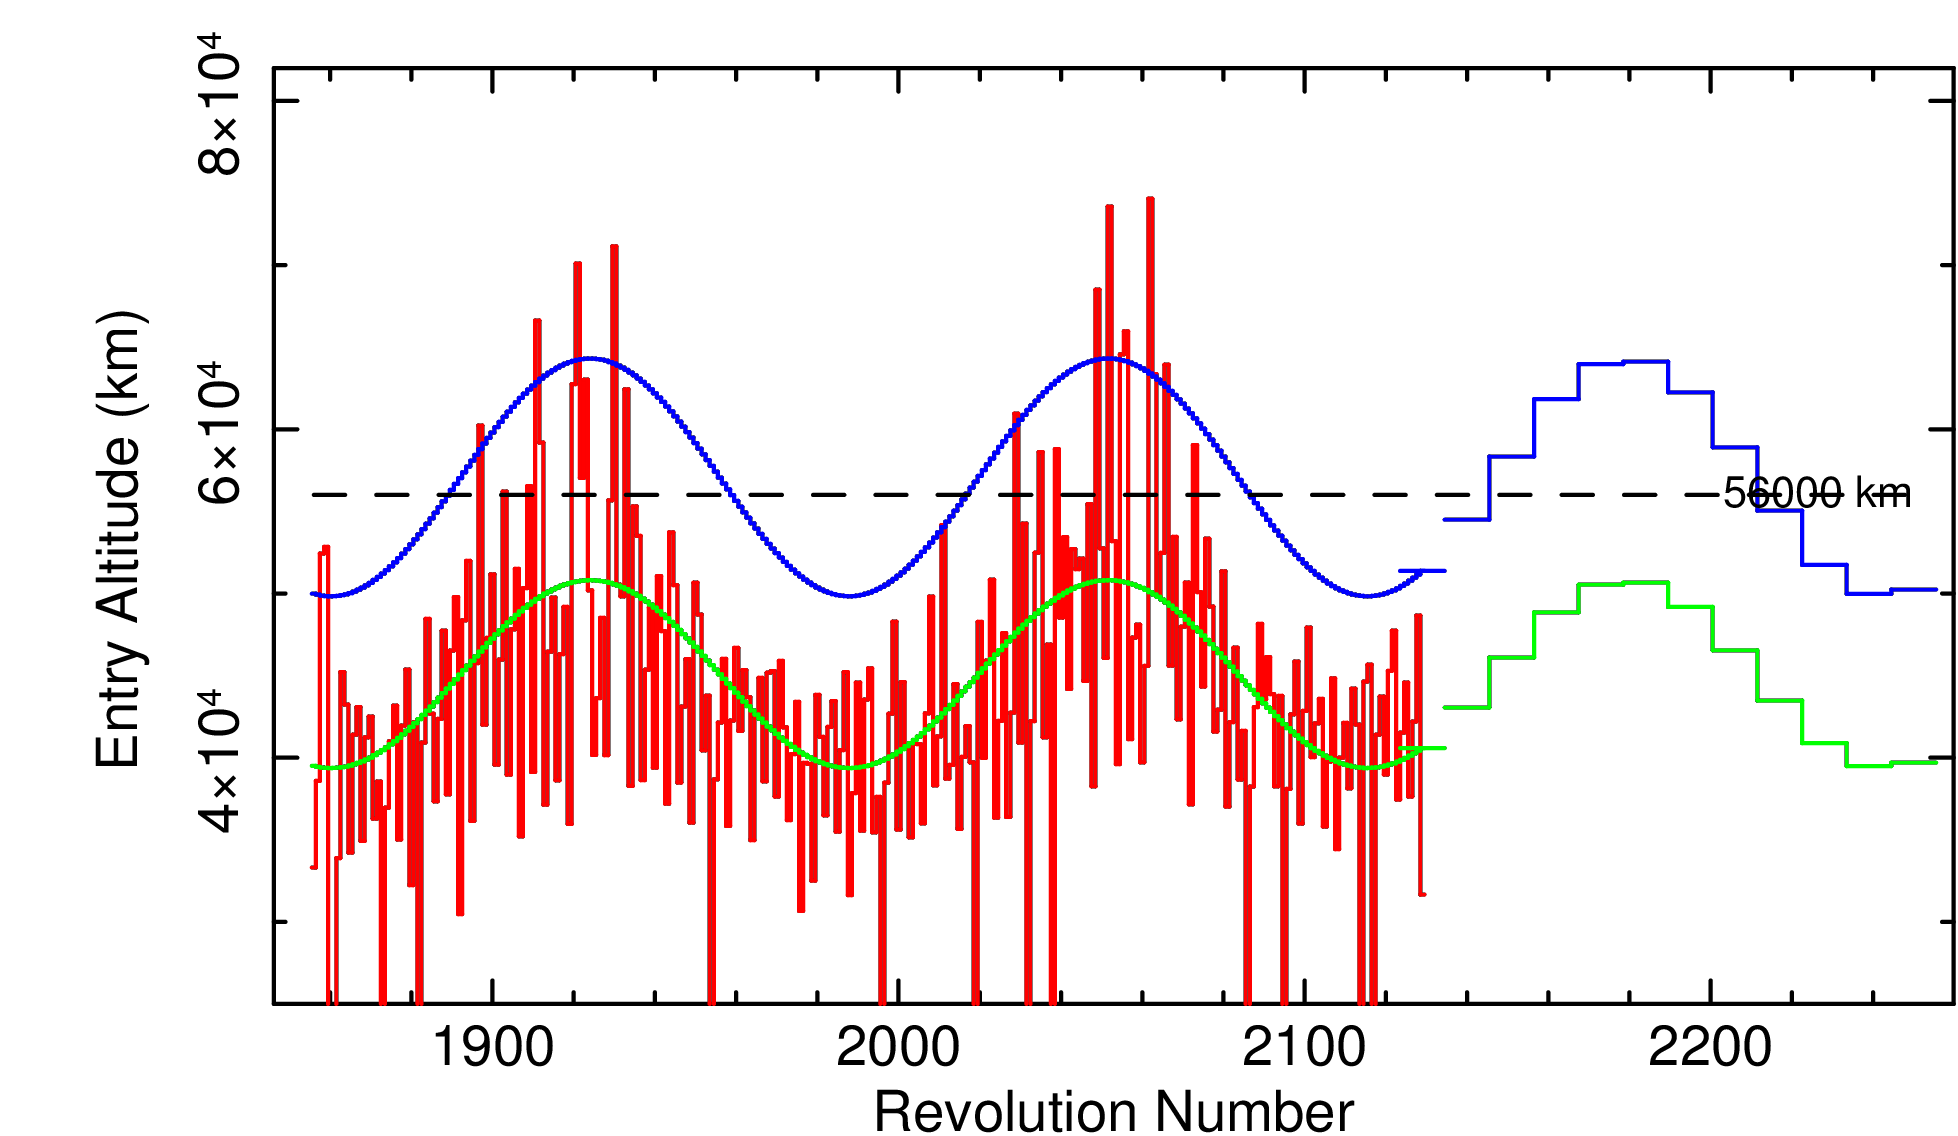 8×10⁴
6×10⁴
4×10⁴
Entry Altitude (km)
56000 km
1900 2000 2100 2200
Revolution Number